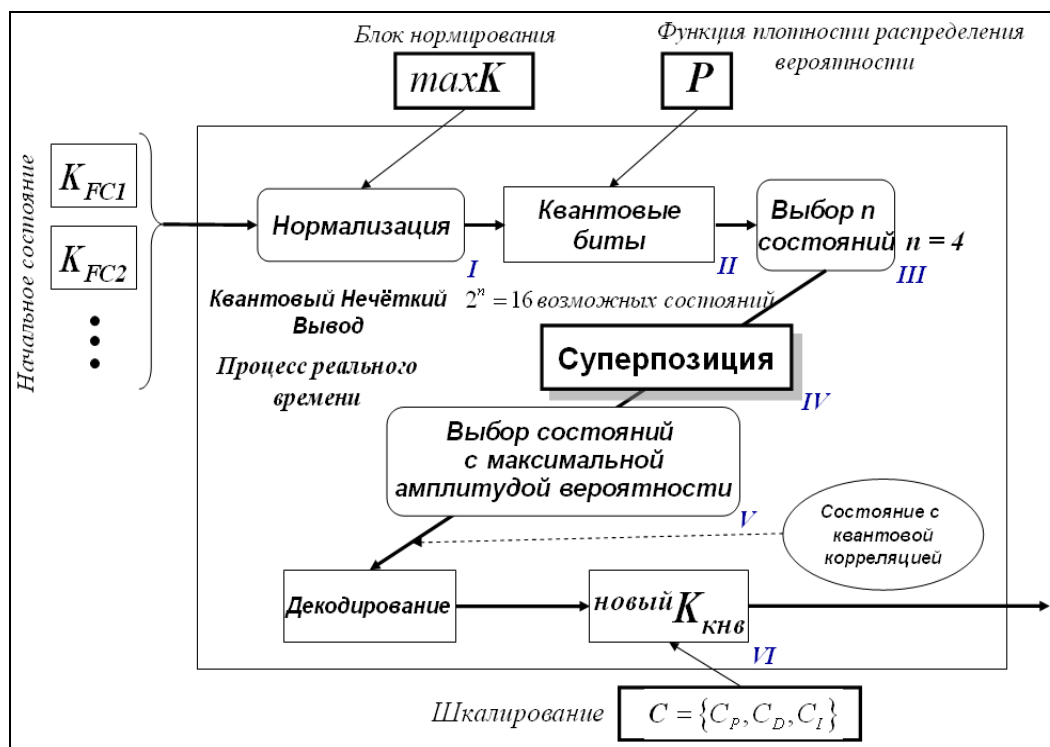 Блок нормирования
maxK
Функция плотности распределения
вероятности
P
Начальное состояние
K_FC1
K_FC2
Нормализация
I
Квантовые
биты
II
Выбор n
состояний n = 4
III
Квантовый Нечёткий
Вывод
2^n = 16 возможных состояний
Процесс реального
времени
Суперпозиция
IV
Выбор состояний
с максимальной
амплитудой вероятности
V
Состояние с
квантовой
корреляцией
Декодирование
новый K_кнв
VI
Шкалирование
C = {C_P, C_D, C_I}